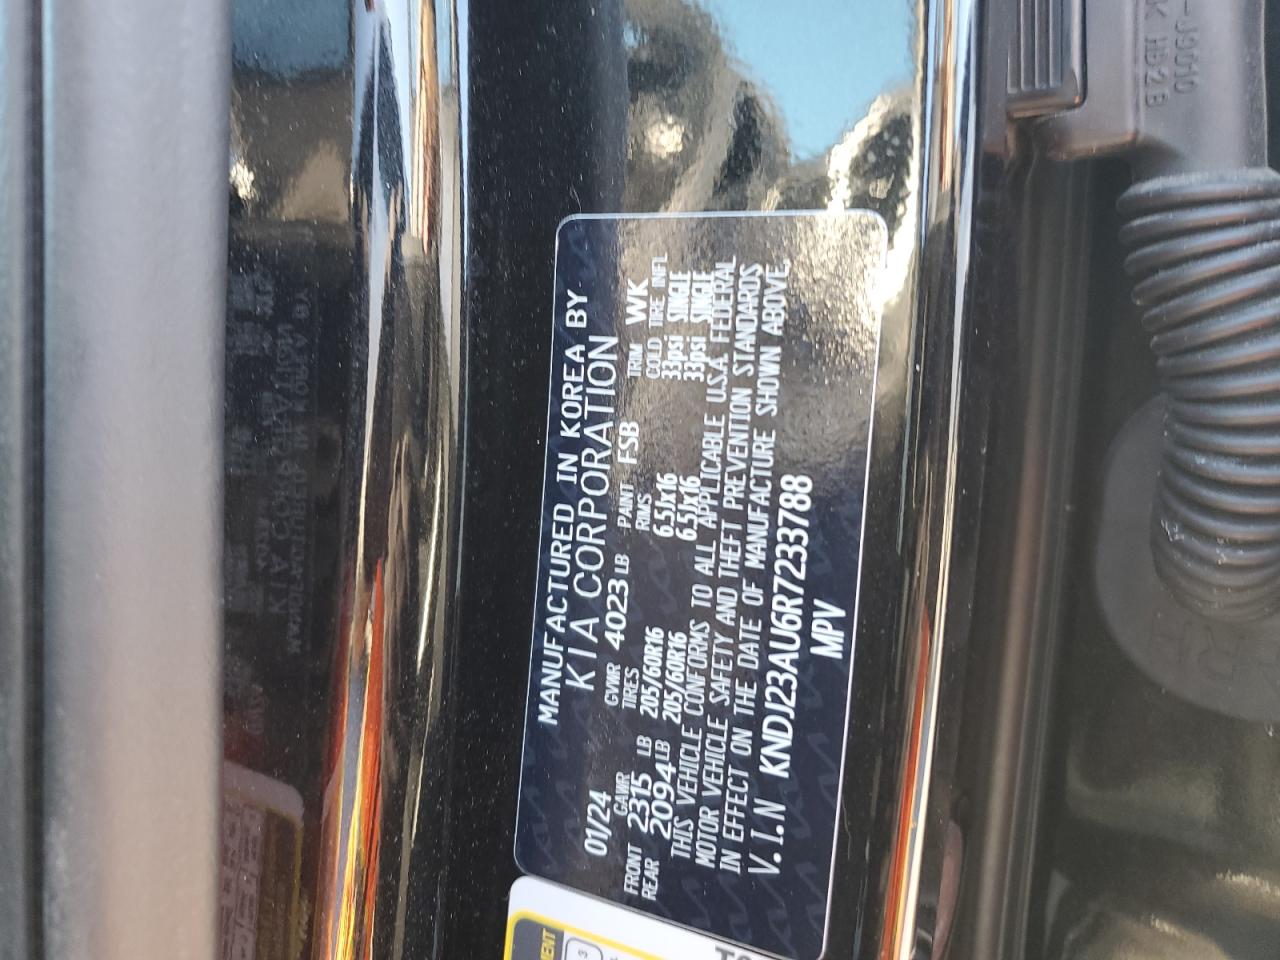 MANUFACTURED IN KOREA BY
KIA CORPORATION
01/24 GVWR 4023 LB PAINT FSB TRIM WK
GAWR TIRES RIMS COLD TIRE INFL
FRONT 2315 LB 205/60R16 6.5Jx16 33psi SINGLE
REAR 2094 LB 205/60R16 6.5Jx16 33psi SINGLE
THIS VEHICLE CONFORMS TO ALL APPLICABLE U.S.A FEDERAL
MOTOR VEHICLE SAFETY AND THEFT PREVENTION STANDARDS
IN EFFECT ON THE DATE OF MANUFACTURE SHOWN ABOVE.
V.I.N KNDJ23AU6R7233788
MPV
-J9010
K HB2B